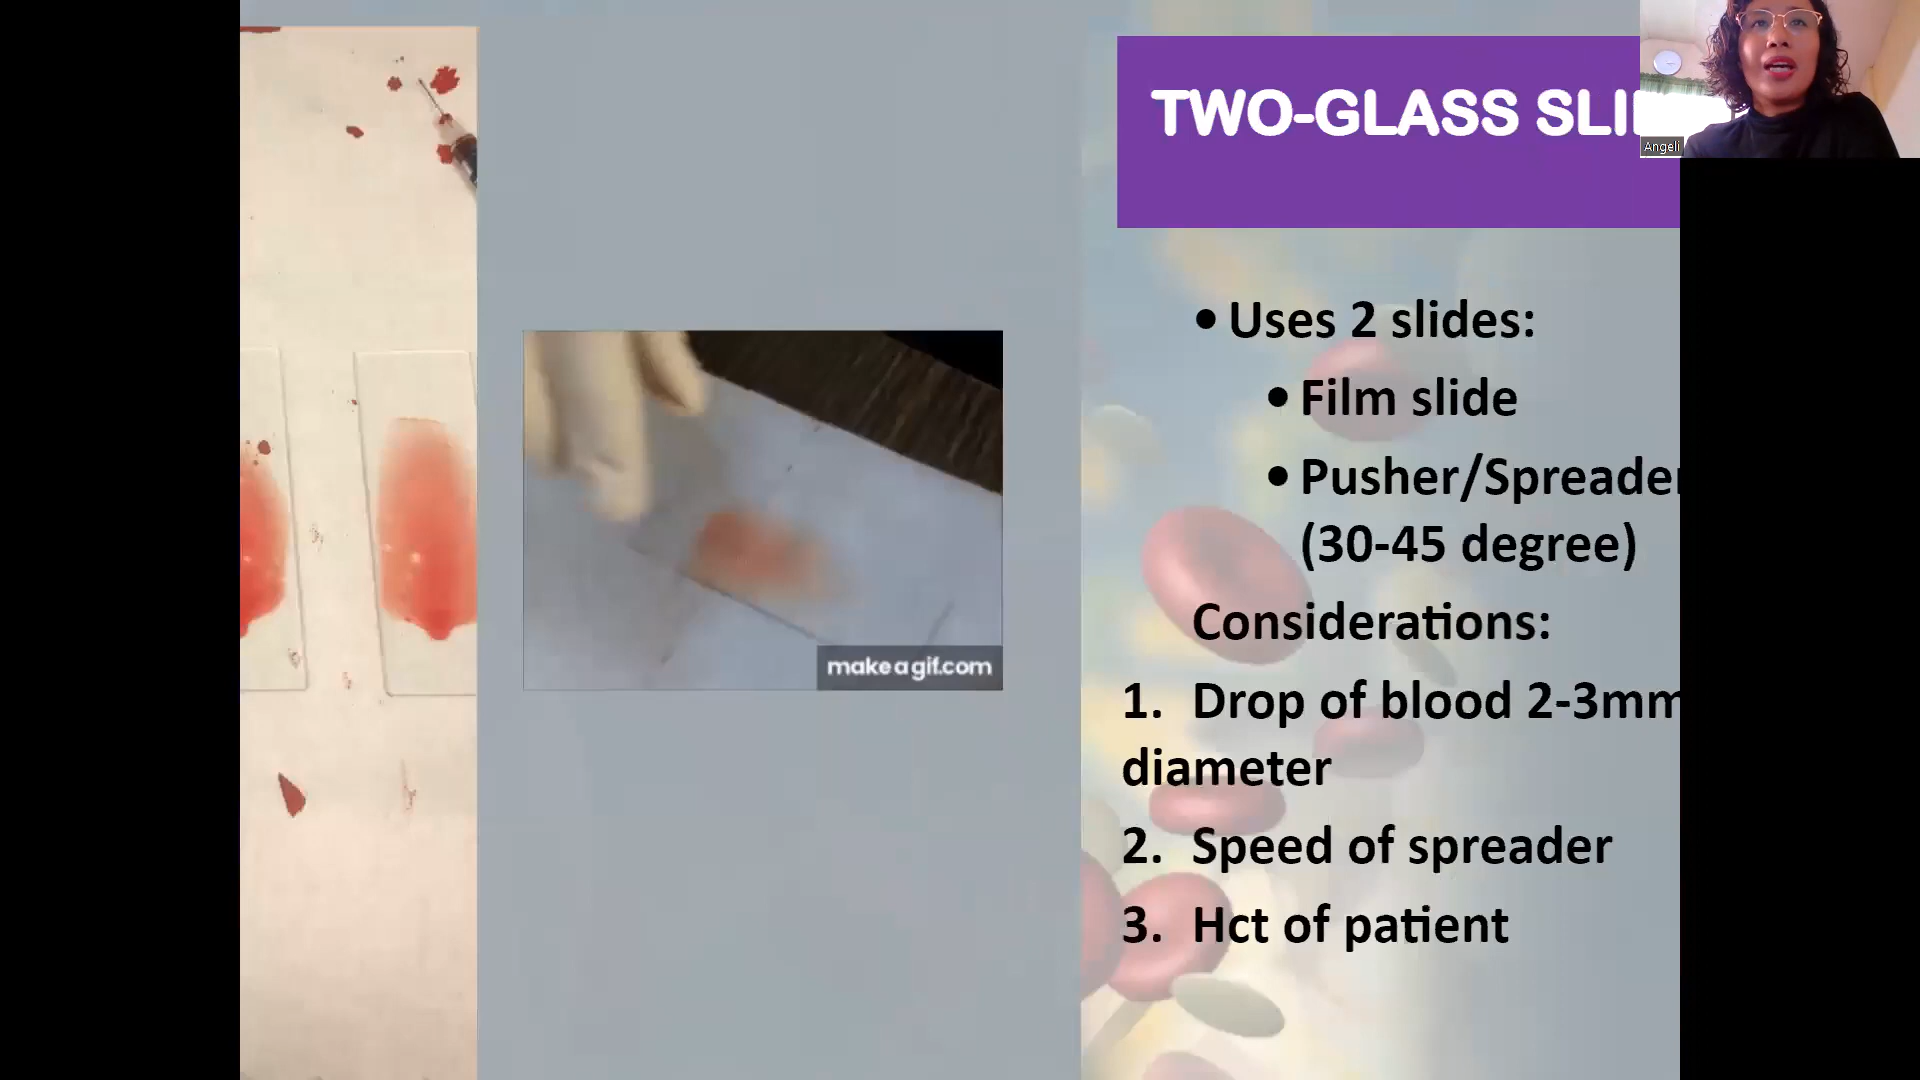 TWO-GLASS SLI
Angeli
• Uses 2 slides:
• Film slide
• Pusher/Spreader
(30-45 degree)
Considerations:
1. Drop of blood 2-3mm
diameter
2. Speed of spreader
3. Hct of patient
makeagif.com